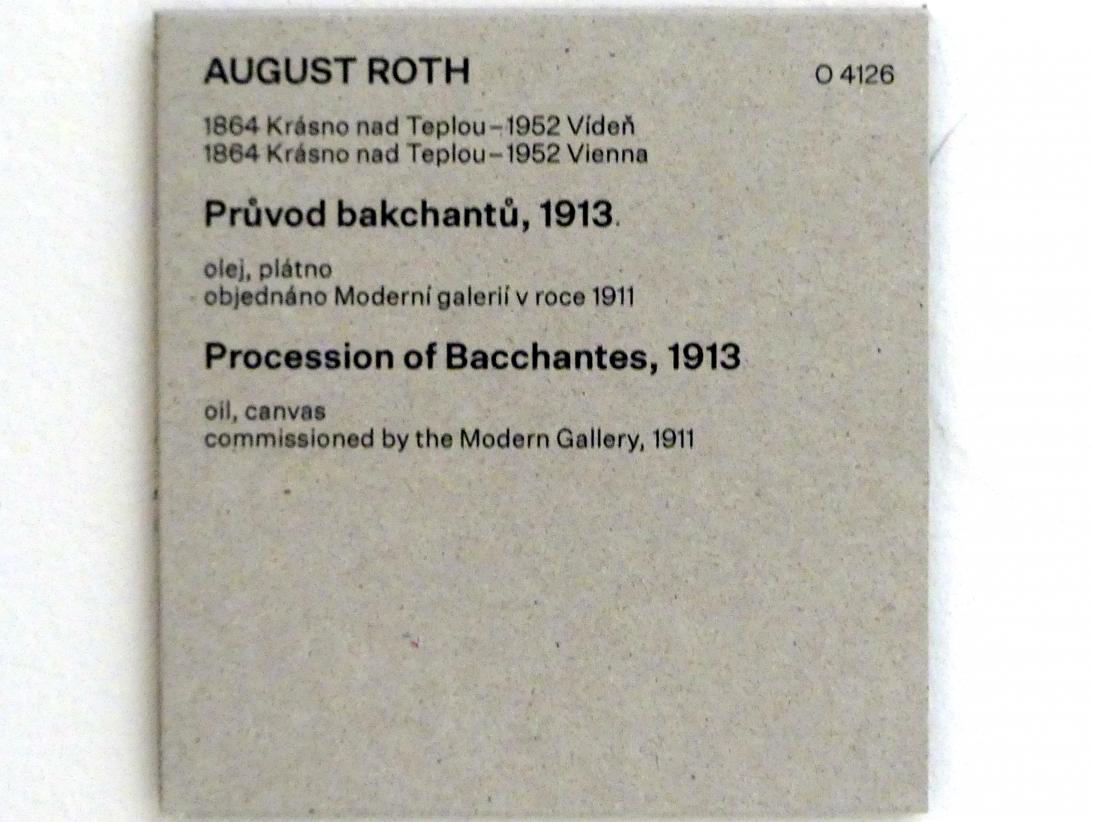 AUGUST ROTH O 4126
1864 Krásno nad Teplou–1952 Vídeň
1864 Krásno nad Teplou–1952 Vienna
Průvod bakchantů, 1913.
olej, plátno
objednáno Moderní galerií v roce 1911
Procession of Bacchantes, 1913
oil, canvas
commissioned by the Modern Gallery, 1911